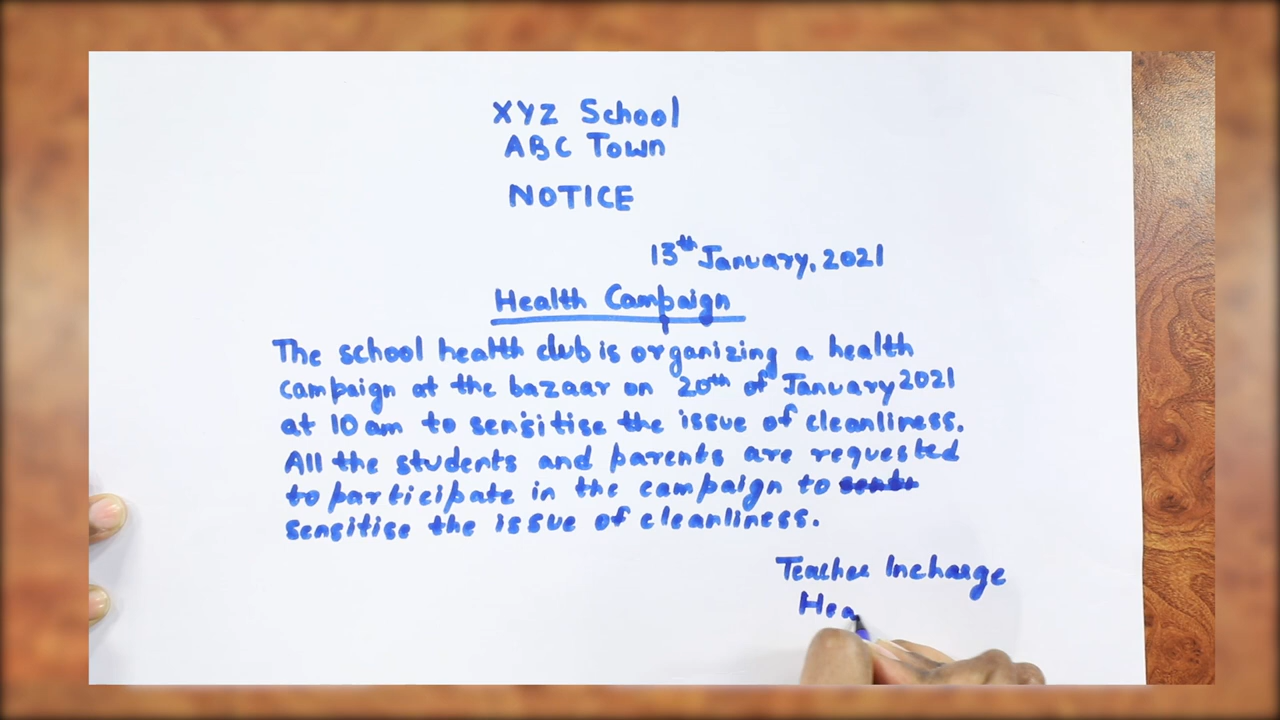 XYZ School
ABC Town
NOTICE
13th January, 2021
Health Campaign
The school health club is organizing a health
campaign at the bazaar on 20th of January 2021
at 10 am to sensitise the issue of cleanliness.
All the students and parents are requested
to participate in the campaign to
sensitise the issue of cleanliness.
Teacher Incharge
Hea